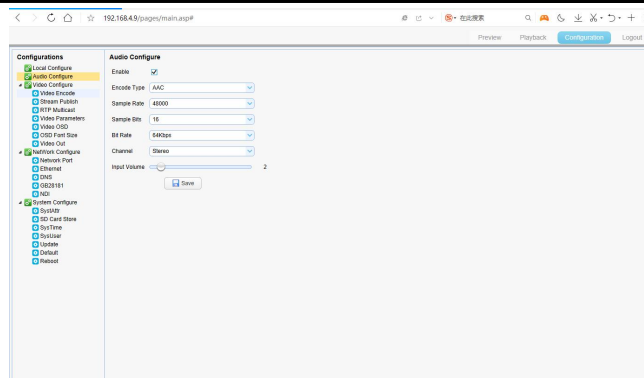 192.168.4.9/pages/main.asp#
在此搜索
Preview Playback Configuration Logout
Configurations
Local Configure
Audio Configure
Video Configure
Video Encode
Stream Publish
RTP Multicast
Video Parameters
Video OSD
OSD Font Size
Video Out
NetWork Configure
Network Port
Ethernet
DNS
GB28181
NDI
System Configure
SystAttr
SD Card Store
SysTime
SysUser
Update
Default
Reboot
Audio Configure
Enable
Encode Type AAC
Sample Rate 48000
Sample Bits 16
Bit Rate 64Kbps
Channel Stereo
Input Volume 2
Save